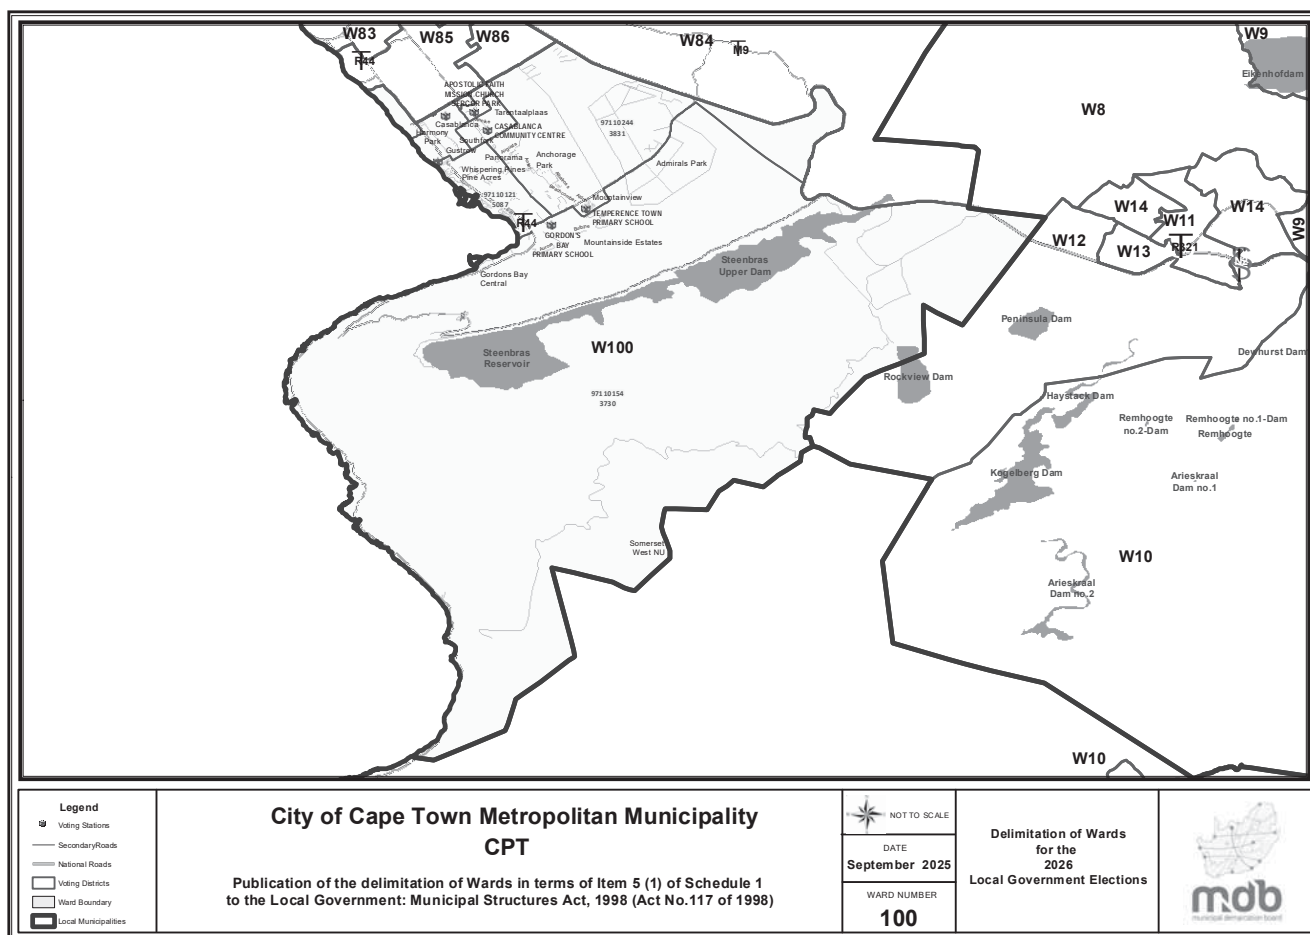 W83
W85
W86
W84
M9
W9
R44
Eikenhofdam
W8
APOSTOLIC FAITH
MISSION CHURCH
Tarentaalplaas
Casablanca
CASABLANCA
COMMUNITY CENTRE
97110244
3831
Harmony
Park
Southfork
Gustrow
Panorama
Anchorage
Park
Admirals Park
Whispering Pines
Pine Acres
97110121
5087
Mountainview
TEMPERENCE TOWN
PRIMARY SCHOOL
R44
GORDON'S
BAY
PRIMARY SCHOOL
Mountainside Estates
W14
W11
W14
W9
W12
W13
R321
Gordons Bay
Central
Steenbras
Upper Dam
Peninsula Dam
Steenbras
Reservoir
W100
Dewhurst Dam
Rockview Dam
97110154
3730
Haystack Dam
Remhoogte
no.2-Dam
Remhoogte no.1-Dam
Remhoogte
Kogelberg Dam
Arieskraal
Dam no.1
Somerset
West NU
W10
Arieskraal
Dam no.2
W10
Legend
Voting Stations
SecondaryRoads
National Roads
Voting Districts
Ward Boundary
Local Municipalities
City of Cape Town Metropolitan Municipality
CPT
Publication of the delimitation of Wards in terms of Item 5 (1) of Schedule 1
to the Local Government: Municipal Structures Act, 1998 (Act No.117 of 1998)
NOT TO SCALE
DATE
September 2025
WARD NUMBER
100
Delimitation of Wards
for the
2026
Local Government Elections
mdb
municipal demarcation board